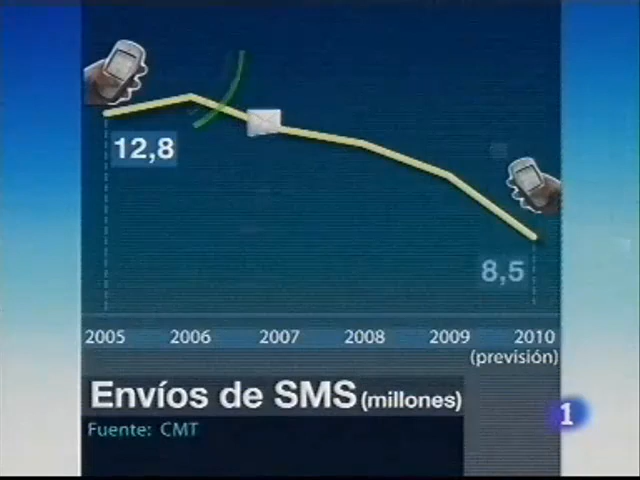 12,8
8,5
2005 2006 2007 2008 2009 2010
(previsión)
Envíos de SMS (millones)
Fuente: CMT
1